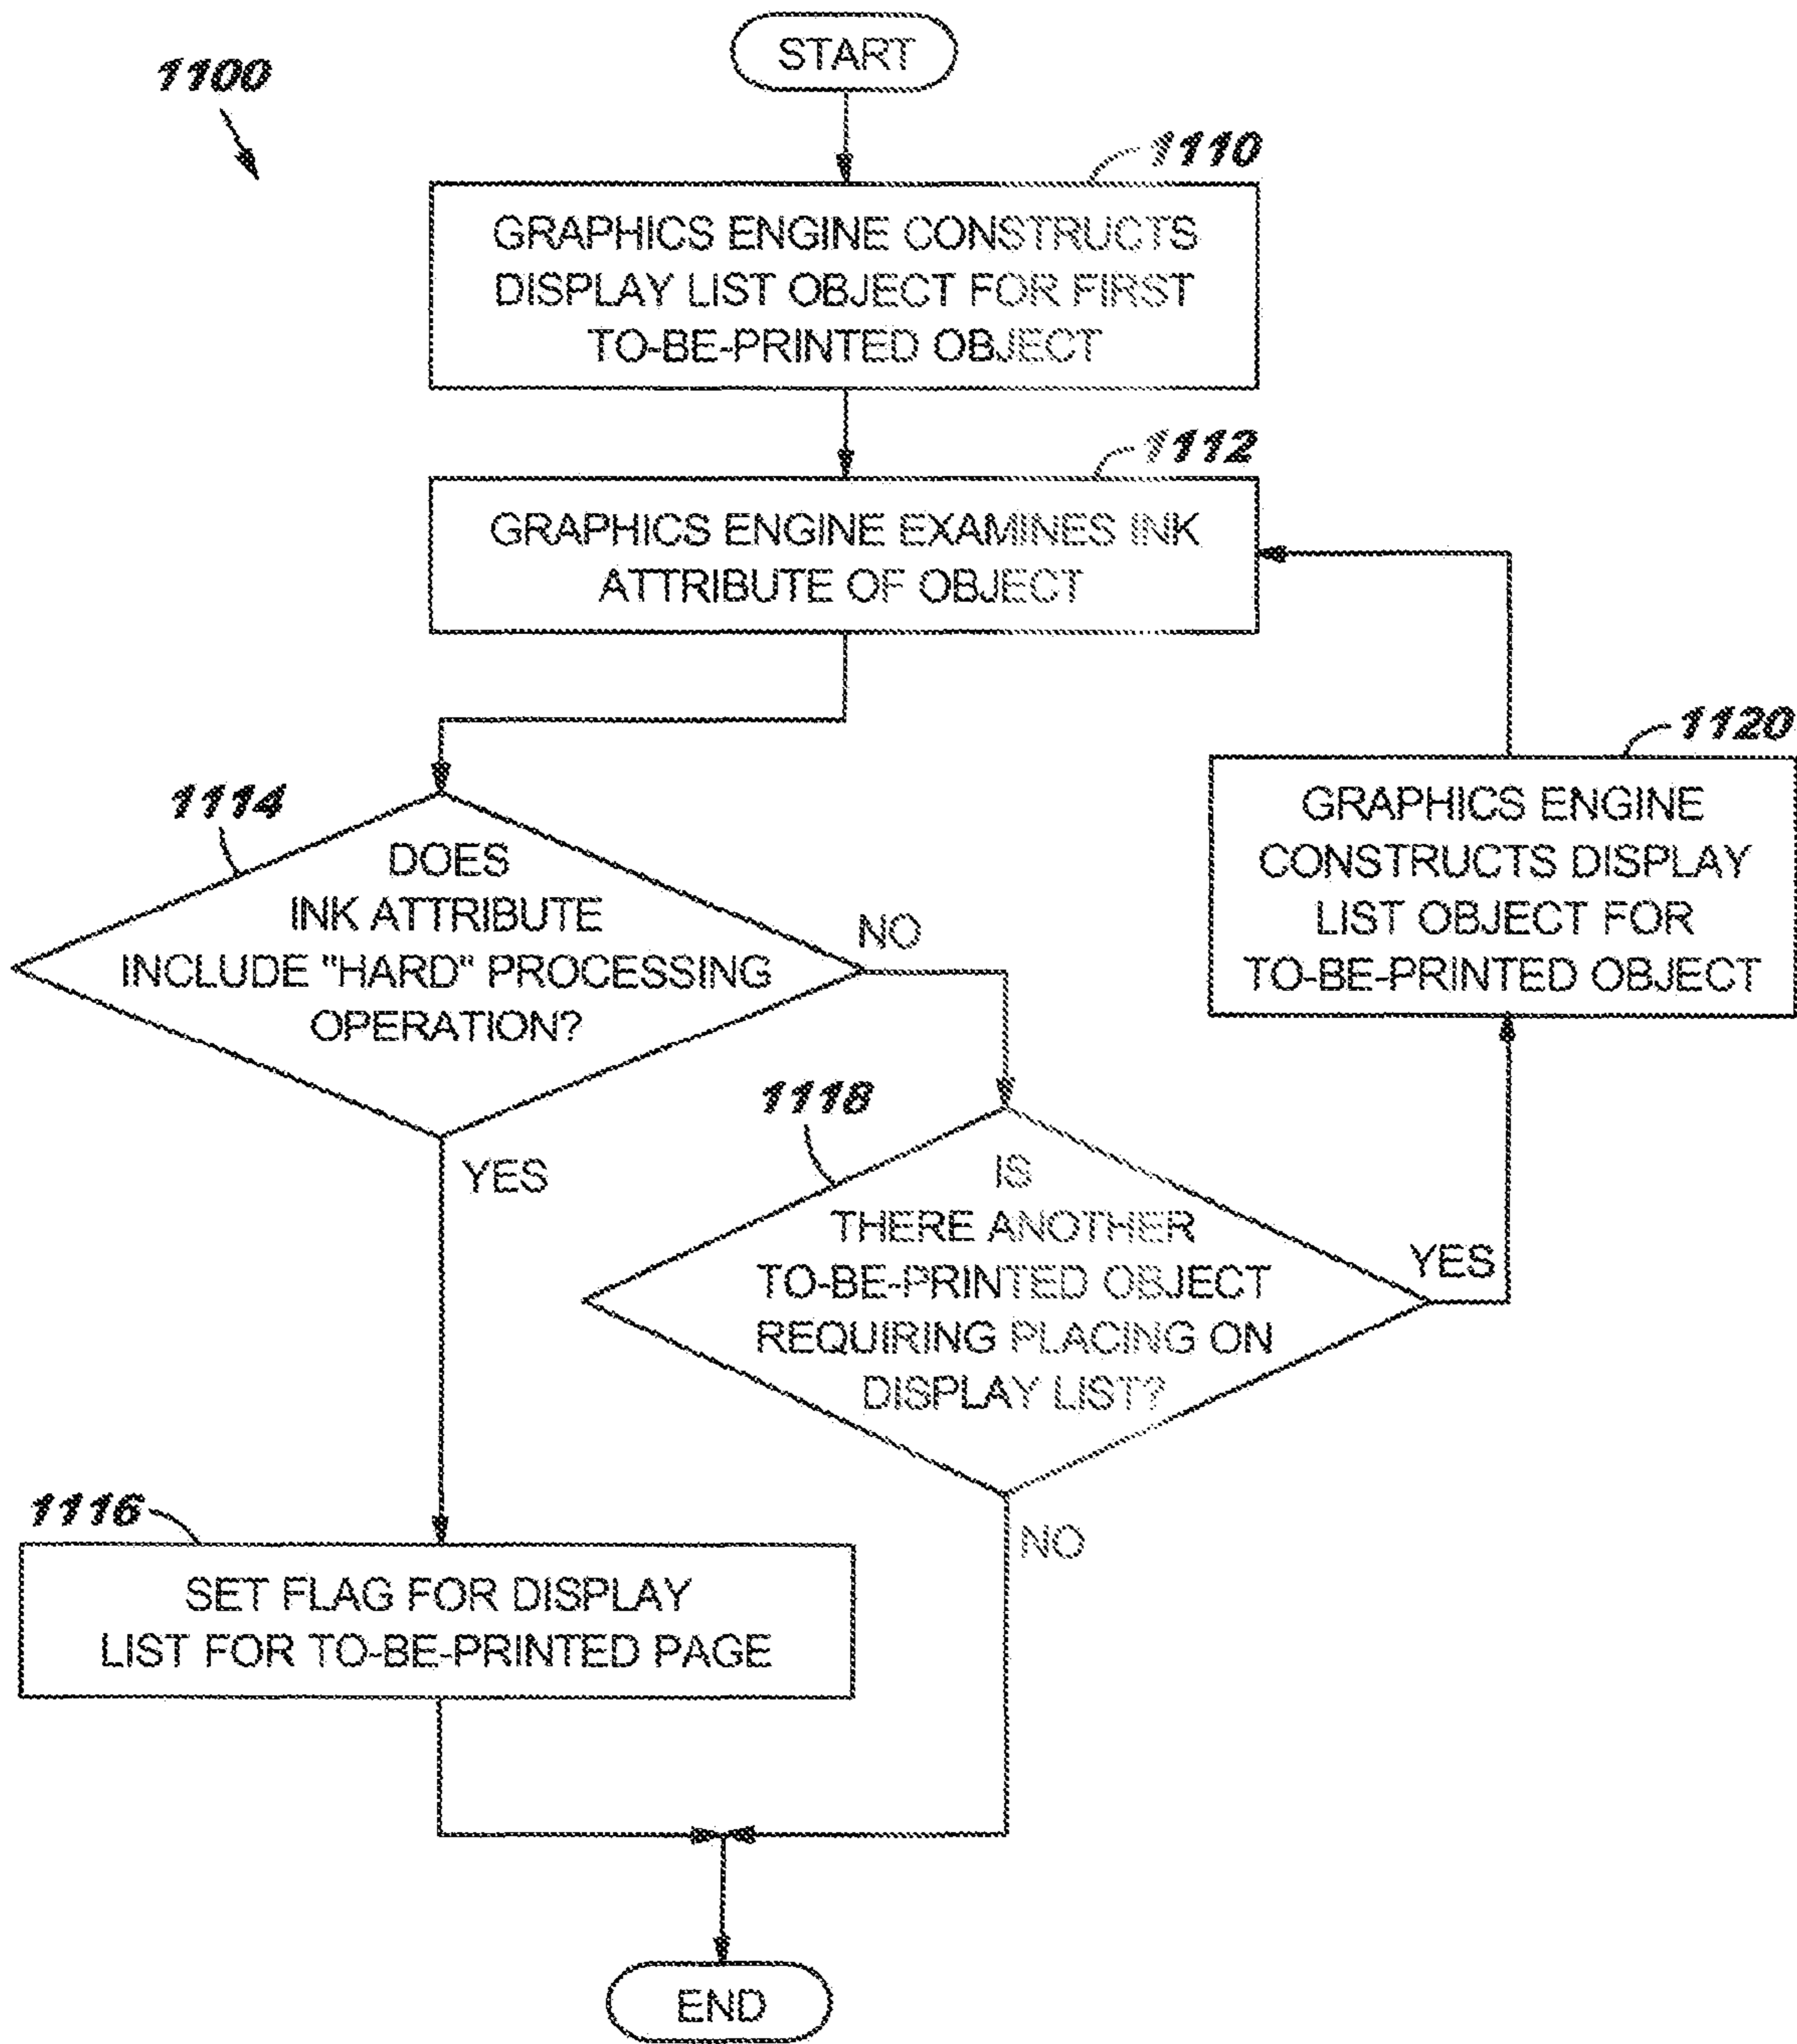 START
1100
1110
GRAPHICS ENGINE CONSTRUCTS
DISPLAY LIST OBJECT FOR FIRST
TO-BE-PRINTED OBJECT
1112
GRAPHICS ENGINE EXAMINES INK
ATTRIBUTE OF OBJECT
1120
GRAPHICS ENGINE
CONSTRUCTS DISPLAY
LIST OBJECT FOR
TO-BE-PRINTED OBJECT
1114
DOES
INK ATTRIBUTE
INCLUDE "HARD" PROCESSING
OPERATION?
NO
YES
1118
IS
THERE ANOTHER
TO-BE-PRINTED OBJECT
REQUIRING PLACING ON
DISPLAY LIST?
YES
NO
1116
SET FLAG FOR DISPLAY
LIST FOR TO-BE-PRINTED PAGE
END